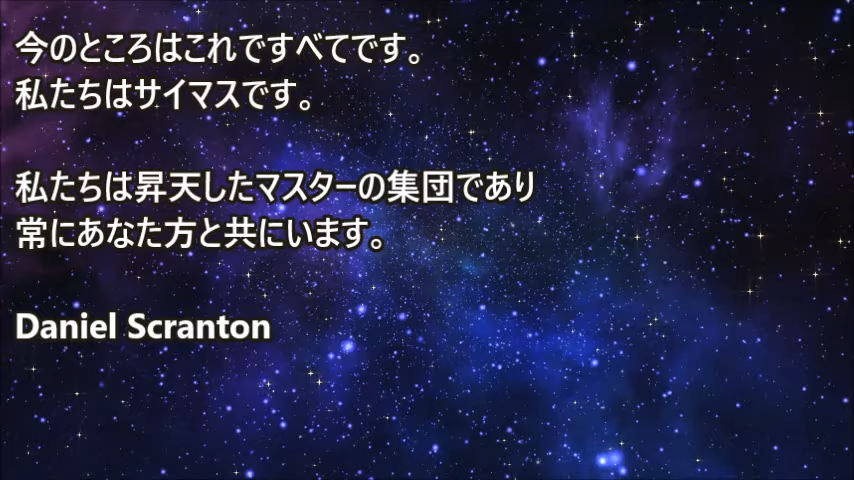 今のところはこれですべてです。
私たちはサイマスです。
私たちは昇天したマスターの集団であり
常にあなた方と共にいます。
Daniel Scranton